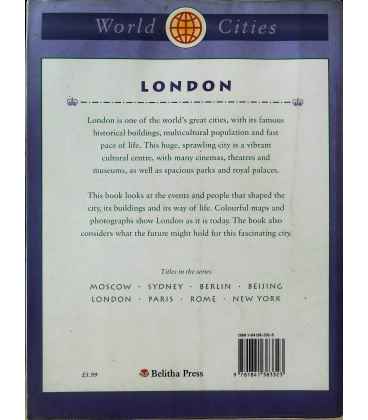 World Cities
LONDON
London is one of the world's great cities, with its famous
historical buildings, multicultural population and fast
pace of life. This huge, sprawling city is a vibrant
cultural centre, with many cinemas, theatres and
museums, as well as spacious parks and royal palaces.
This book looks at the events and people that shaped the
city, its buildings and its way of life. Colourful maps and
photographs show London as it is today. The book also
considers what the future might hold for this fascinating city.
Titles in the series
MOSCOW · SYDNEY · BERLIN · BEIJING
LONDON · PARIS · ROME · NEW YORK
£5.99
Belitha Press